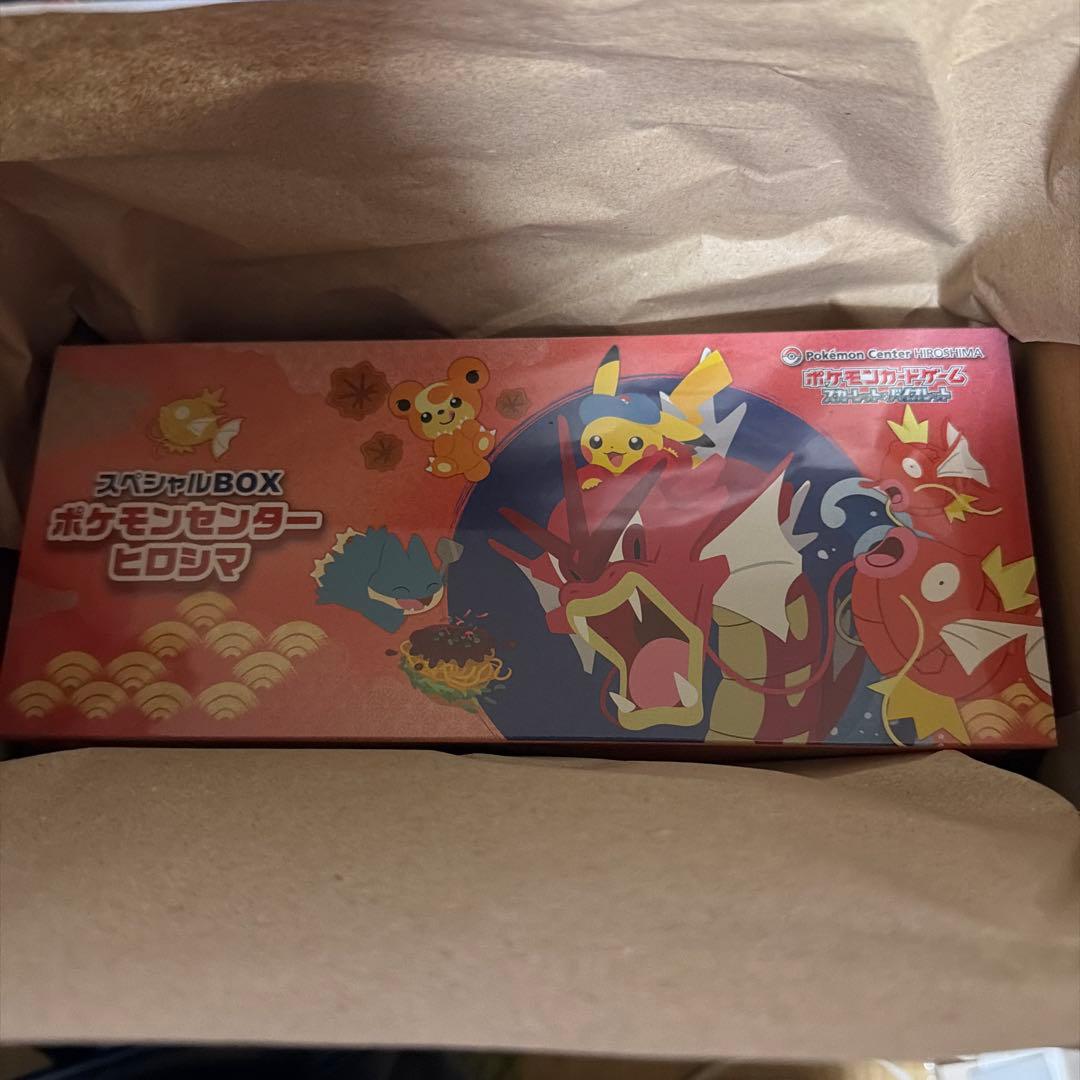 Pokémon Center HIROSHIMA
ポケモンカードゲーム
スカーレット&バイオレット
スペシャルBOX
ポケモンセンター
ヒロシマ